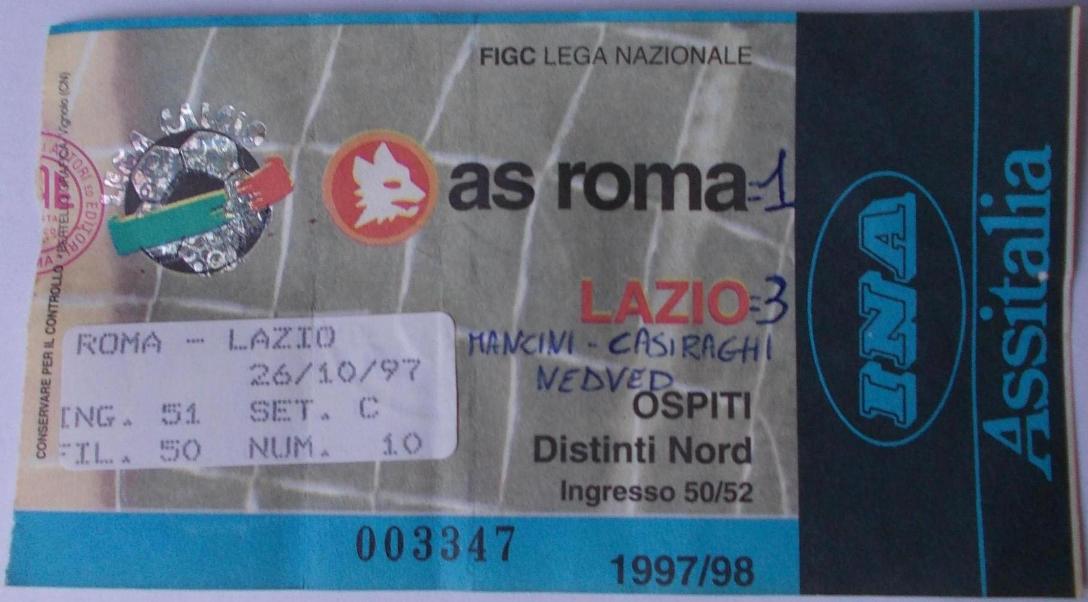 FIGC LEGA NAZIONALE
CALCIO
as roma=1
LAZIO=3
MANCINI - CASIRAGHI
NEDVED
OSPITI
Distinti Nord
Ingresso 50/52
ROMA - LAZIO
26/10/97
ING. 51 SET. C
FIL. 50 NUM. 10
003347
1997/98
CONSERVARE PER IL CONTROLLO
INA
Assitalia